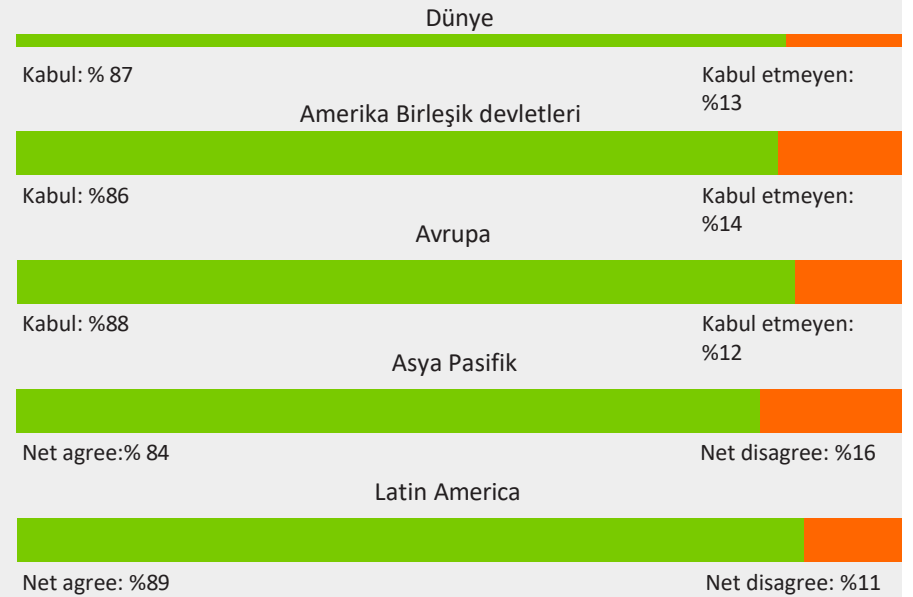 Dünye
Kabul: % 87
Kabul etmeyen:
%13
Amerika Birleşik devletleri
Kabul: %86
Kabul etmeyen:
%14
Avrupa
Kabul: %88
Kabul etmeyen:
%12
Asya Pasifik
Net agree:% 84
Net disagree: %16
Latin America
Net agree: %89
Net disagree: %11